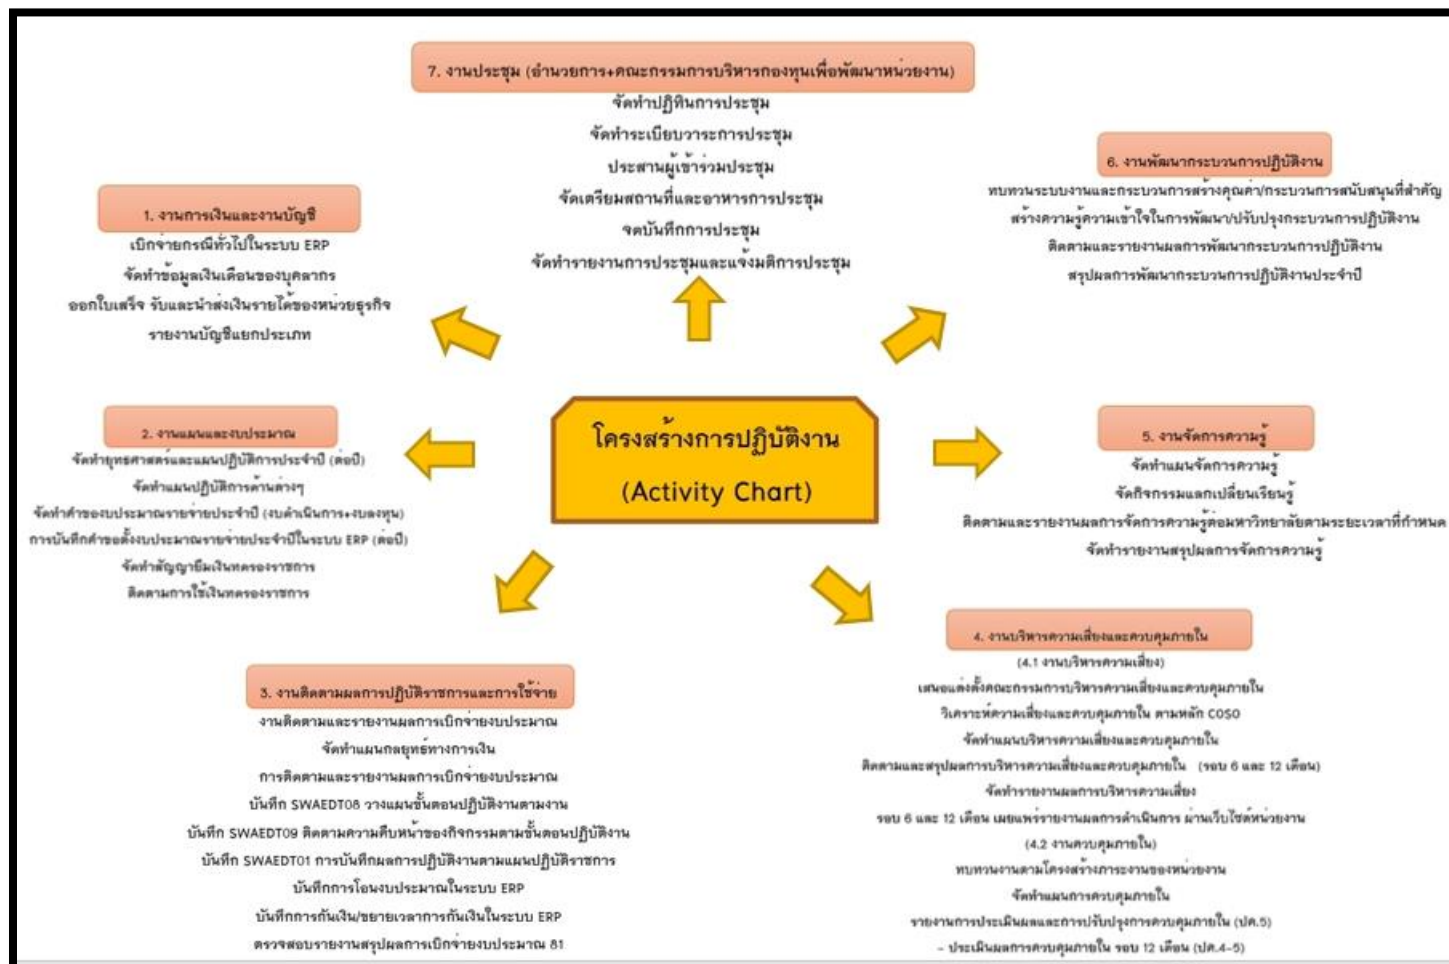 7. งานประชุม (อำนวยการ+คณะกรรมการบริหารกองทุนเพื่อพัฒนาหน่วยงาน)
จัดทำปฏิทินการประชุม
จัดทำระเบียบวาระการประชุม
ประสานผู้เข้าร่วมประชุม
จัดเตรียมสถานที่และอาหารการประชุม
จดบันทึกการประชุม
จัดทำรายงานการประชุมและแจ้งมติการประชุม
6. งานพัฒนากระบวนการปฏิบัติงาน
ทบทวนระบบงานและกระบวนการสร้างคุณค่า/กระบวนการสนับสนุนที่สำคัญ
สร้างความรู้ความเข้าใจในการพัฒนา/ปรับปรุงกระบวนการปฏิบัติงาน
ติดตามและรายงานผลการพัฒนากระบวนการปฏิบัติงาน
สรุปผลการพัฒนากระบวนการปฏิบัติงานประจำปี
1. งานการเงินและงานบัญชี
เบิกจ่ายกรณีทั่วไปในระบบ ERP
จัดทำข้อมูลเงินเดือนของบุคลากร
ออกใบเสร็จ รับและนำส่งเงินรายได้ของหน่วยธุรกิจ
รายงานบัญชีแยกประเภท
โครงสร้างการปฏิบัติงาน
(Activity Chart)
2. งานแผนและงบประมาณ
จัดทำยุทธศาสตร์และแผนปฏิบัติการประจำปี (ต่อปี)
จัดทำแผนปฏิบัติการด้านต่างๆ
จัดทำคำของบประมาณรายจ่ายประจำปี (งบดำเนินการ+งบลงทุน)
การบันทึกคำขอตั้งงบประมาณรายจ่ายประจำปีในระบบ ERP (ต่อปี)
จัดทำสัญญายืมเงินทดรองราชการ
ติดตามการใช้เงินทดรองราชการ
5. งานจัดการความรู้
จัดทำแผนจัดการความรู้
จัดกิจกรรมแลกเปลี่ยนเรียนรู้
ติดตามและรายงานผลการจัดการความรู้ต่อมหาวิทยาลัยตามระยะเวลาที่กำหนด
จัดทำรายงานสรุปผลการจัดการความรู้
3. งานติดตามผลการปฏิบัติราชการและการใช้จ่าย
งานติดตามและรายงานผลการเบิกจ่ายงบประมาณ
จัดทำแผนกลยุทธ์ทางการเงิน
การติดตามและรายงานผลการเบิกจ่ายงบประมาณ
บันทึก SWAEDT08 วางแผนขั้นตอนปฏิบัติงานตามงาน
บันทึก SWAEDT09 ติดตามความคืบหน้าของกิจกรรมตามขั้นตอนปฏิบัติงาน
บันทึก SWAEDT01 การบันทึกผลการปฏิบัติงานตามแผนปฏิบัติราชการ
บันทึกการโอนงบประมาณในระบบ ERP
บันทึกการกันเงิน/ขยายเวลาการกันเงินในระบบ ERP
ตรวจสอบรายงานสรุปผลการเบิกจ่ายงบประมาณ 81
4. งานบริหารความเสี่ยงและควบคุมภายใน
(4.1 งานบริหารความเสี่ยง)
เสนอแต่งตั้งคณะกรรมการบริหารความเสี่ยงและควบคุมภายใน
วิเคราะห์ความเสี่ยงและควบคุมภายใน ตามหลัก COSO
จัดทำแผนบริหารความเสี่ยงและควบคุมภายใน
ติดตามและสรุปผลการบริหารความเสี่ยงและควบคุมภายใน (รอบ 6 และ 12 เดือน)
จัดทำรายงานผลการบริหารความเสี่ยง
รอบ 6 และ 12 เดือน เผยแพร่รายงานผลการดำเนินการ ผ่านเว็บไซต์หน่วยงาน
(4.2 งานควบคุมภายใน)
ทบทวนงานตามโครงสร้างภาระงานของหน่วยงาน
จัดทำแผนการควบคุมภายใน
รายงานการประเมินผลและการปรับปรุงการควบคุมภายใน (ปค.5)
- ประเมินผลการควบคุมภายใน รอบ 12 เดือน (ปค.4-5)